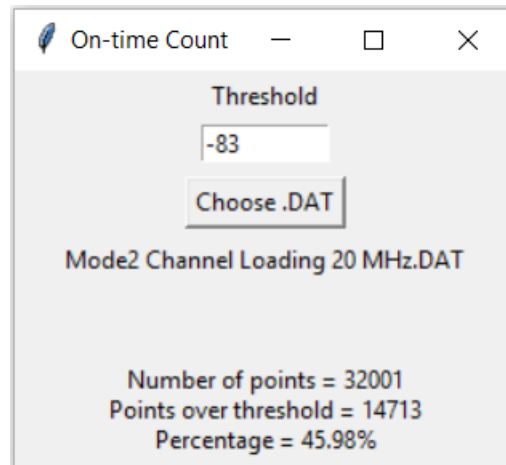 On-time Count
Threshold
-83
Choose .DAT
Mode2 Channel Loading 20 MHz.DAT
Number of points = 32001
Points over threshold = 14713
Percentage = 45.98%